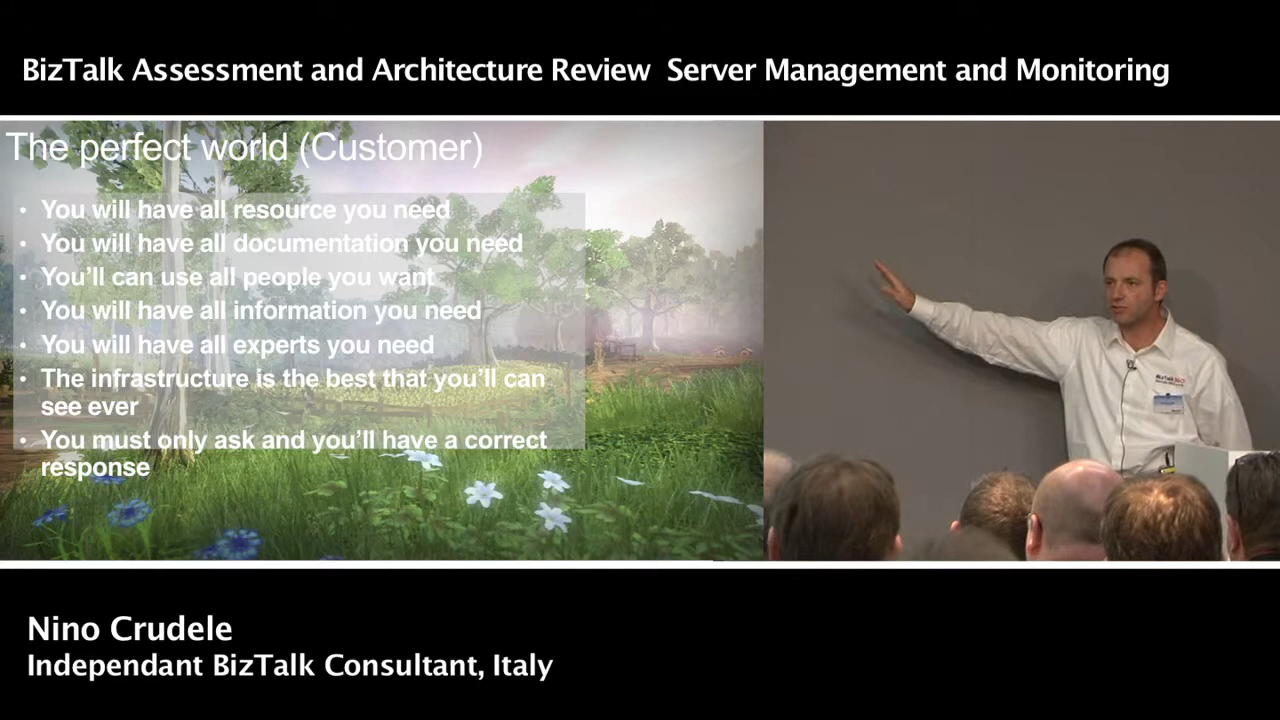 BizTalk Assessment and Architecture Review  Server Management and Monitoring
The perfect world (Customer)
• You will have all resource you need
• You will have all documentation you need
• You'll can use all people you want
• You will have all information you need
• You will have all experts you need
• The infrastructure is the best that you'll can
see ever
• You must only ask and you'll have a correct
response
BizTalk 360
Nino Crudele
Independant BizTalk Consultant, Italy